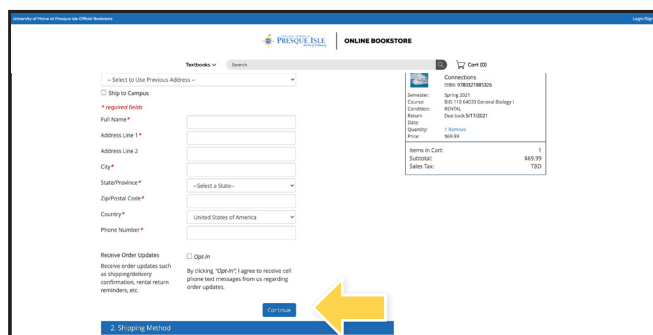 University of Maine at Presque Isle Official Bookstore
Login/Sign
PRESQUE ISLE
ONLINE BOOKSTORE
Textbooks
Search
Cart (0)
-- Select to Use Previous Address --
Ship to Campus
* required fields
Full Name*
Address Line 1*
Address Line 2
City*
State/Province*
--Select a State--
Zip/Postal Code*
Country*
United States of America
Phone Number*
Receive Order Updates
Receive order updates such
as shipping/delivery
confirmation, rental return
reminders, etc.
Opt-In
By clicking "Opt-In", I agree to receive cell
phone text messages from us regarding
order updates.
Continue
2. Shipping Method
Connections
ISBN: 9780321885326
Semester: Spring 2021
Course: BIO 110 64033 General Biology I
Condition: RENTAL
Return Due back 5/17/2021
Date:
Quantity: 1 Remove
Price: $69.99
Items in Cart: 1
Subtotal: $69.99
Sales Tax: TBD